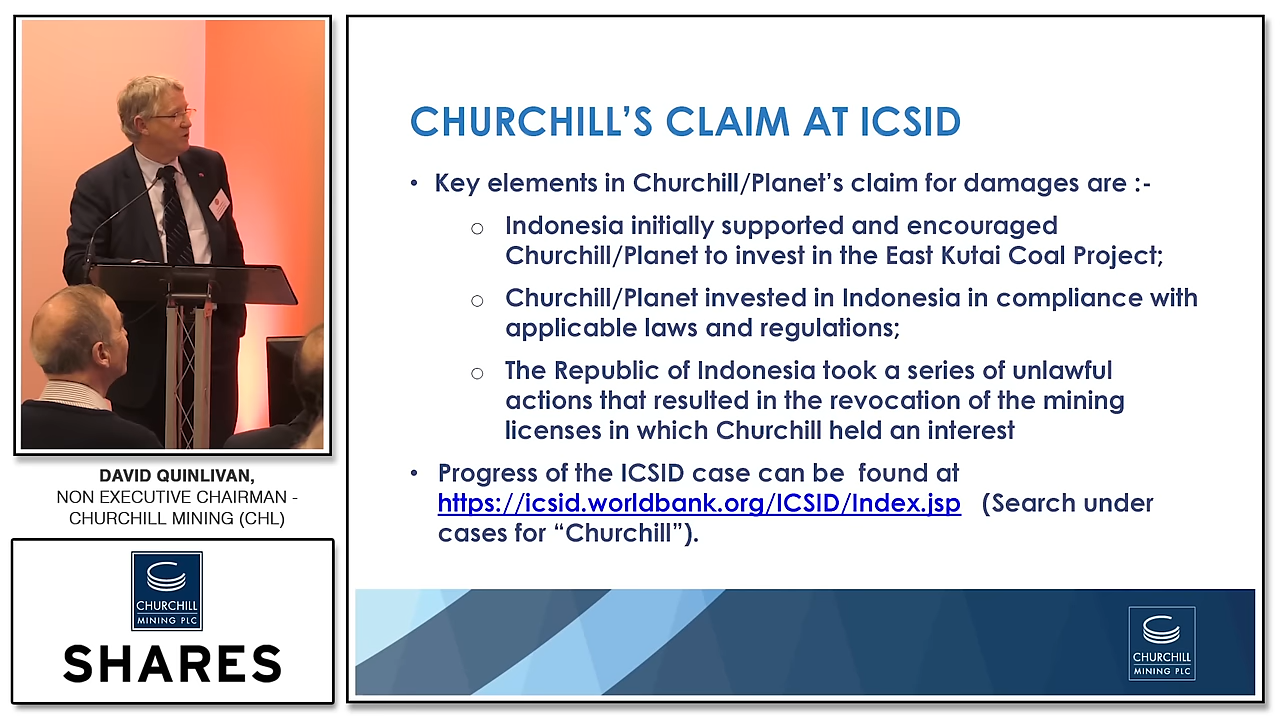 DAVID QUINLIVAN,
NON EXECUTIVE CHAIRMAN -
CHURCHILL MINING (CHL)
CHURCHILL
MINING PLC
SHARES
CHURCHILL’S CLAIM AT ICSID
• Key elements in Churchill/Planet’s claim for damages are :-
o Indonesia initially supported and encouraged
Churchill/Planet to invest in the East Kutai Coal Project;
o Churchill/Planet invested in Indonesia in compliance with
applicable laws and regulations;
o The Republic of Indonesia took a series of unlawful
actions that resulted in the revocation of the mining
licenses in which Churchill held an interest
• Progress of the ICSID case can be  found at
https://icsid.worldbank.org/ICSID/Index.jsp   (Search under
cases for “Churchill”).
CHURCHILL
MINING PLC